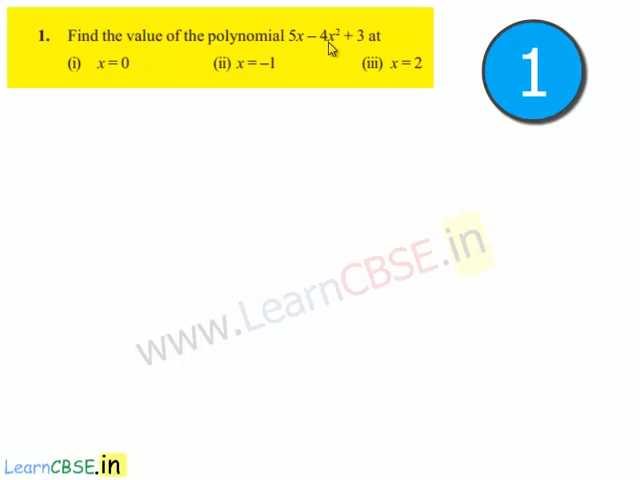 1. Find the value of the polynomial 5x – 4x² + 3 at
(i) x = 0 (ii) x = –1 (iii) x = 2
1
www.LearnCBSE.in
LearnCBSE.in